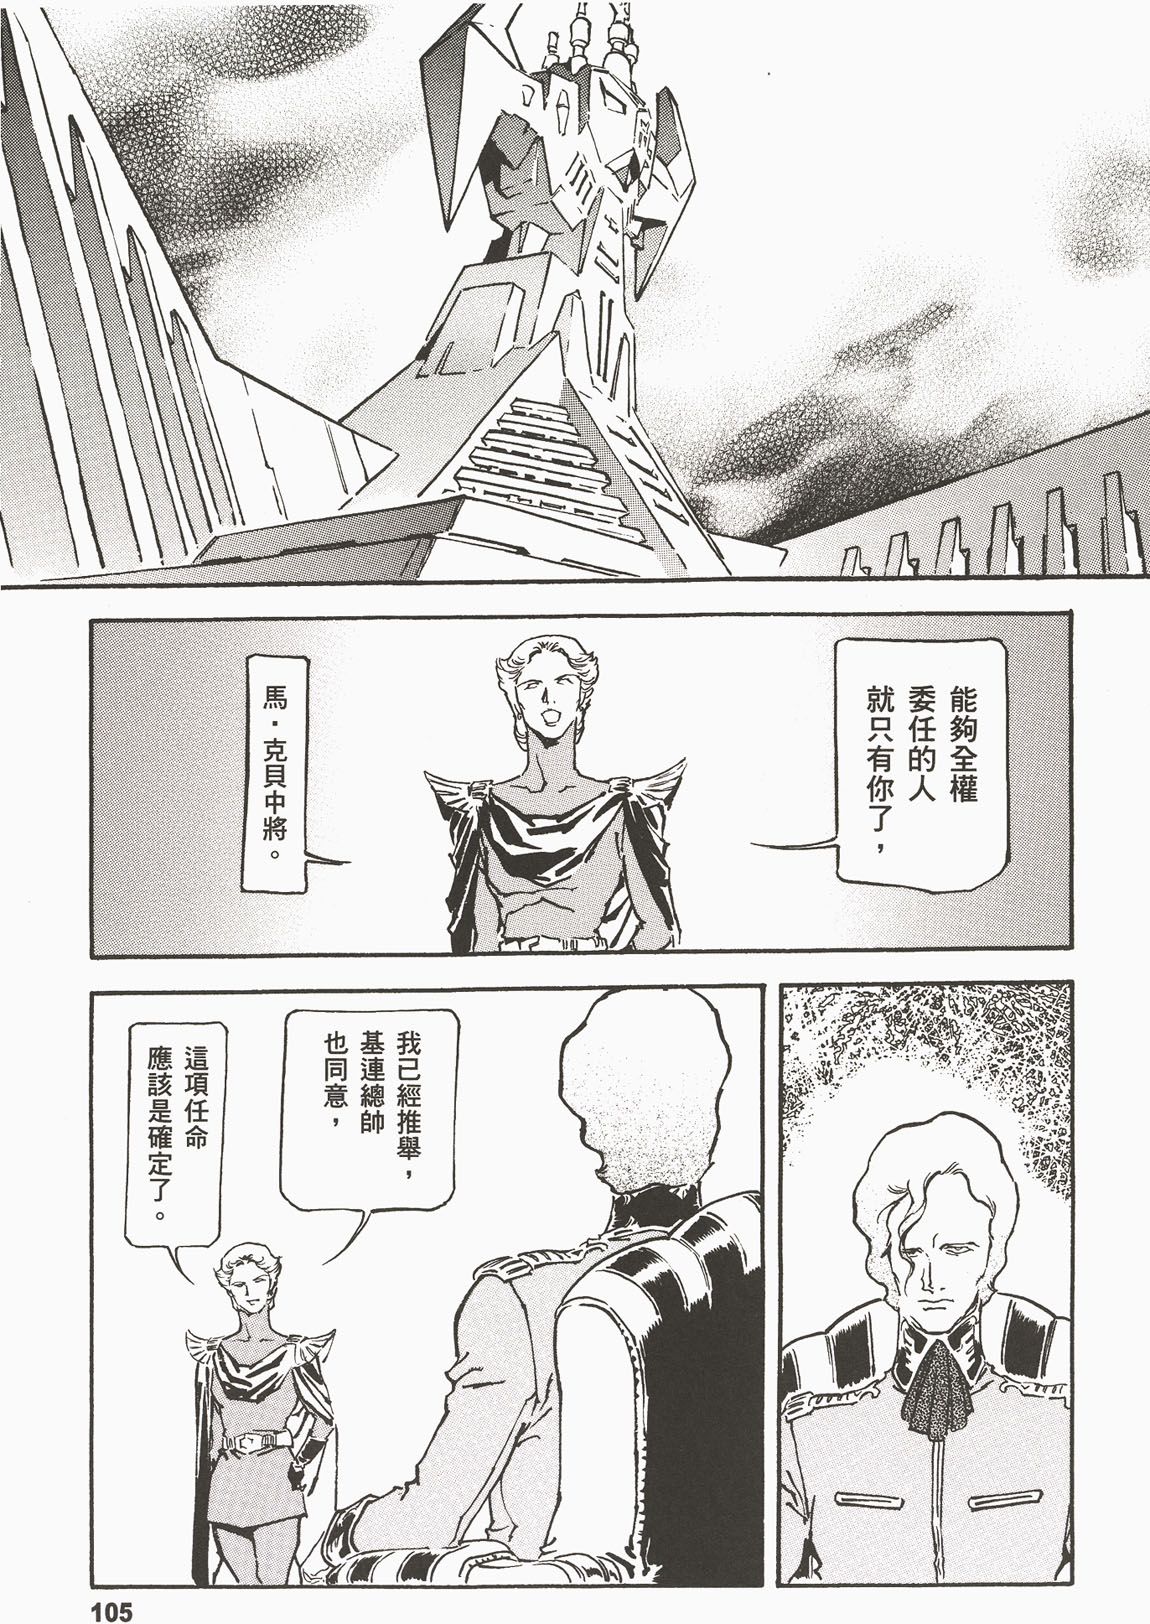 能夠全權
委任的人
就只有你了，
馬·克貝中將。
我已經推舉，
基連總帥
也同意，
這項任命
應該是確定了。
105